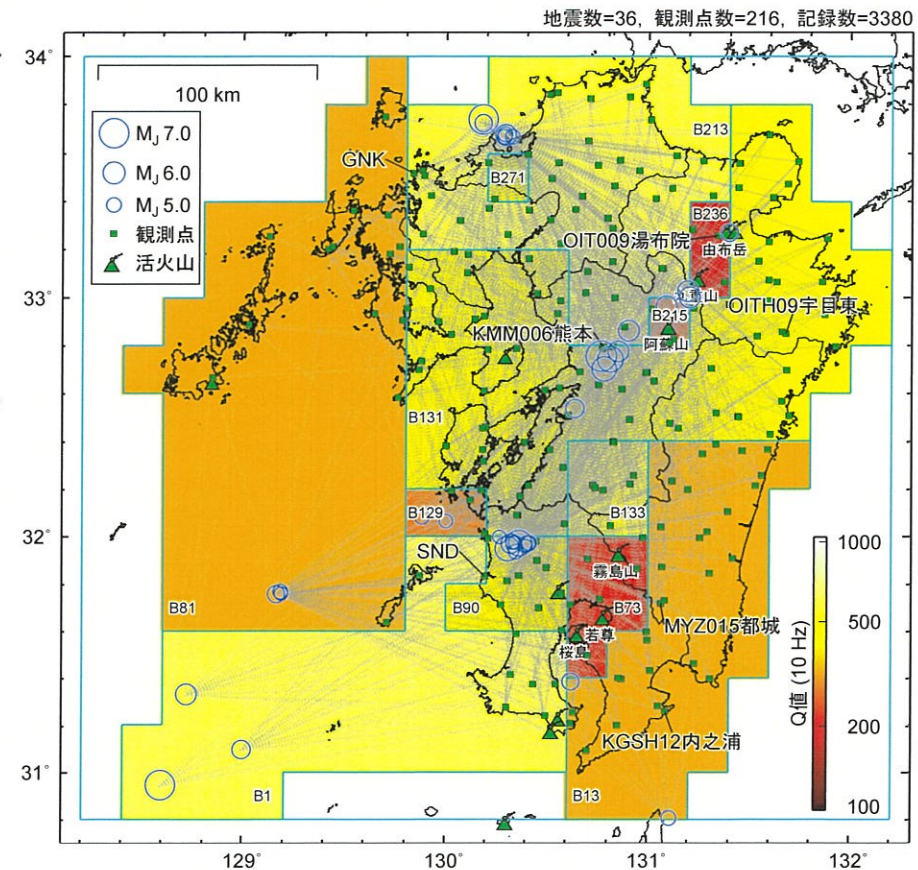 地震数=36, 観測点数=216, 記録数=3380
34°
33°
32°
31°
129°
130°
131°
132°
100 km
MJ 7.0
MJ 6.0
MJ 5.0
観測点
活火山
GNK
B213
B271
B236
OIT009湯布院
由布岳
OITH09宇目東
B215
KMM006熊本
阿蘇山
B131
B129
B133
SND
霧島山
B81
B90
B73
MYZ015都城
若尊
桜島
KGSH12内之浦
B1
B13
Q値 (10 Hz)
1000
500
200
100